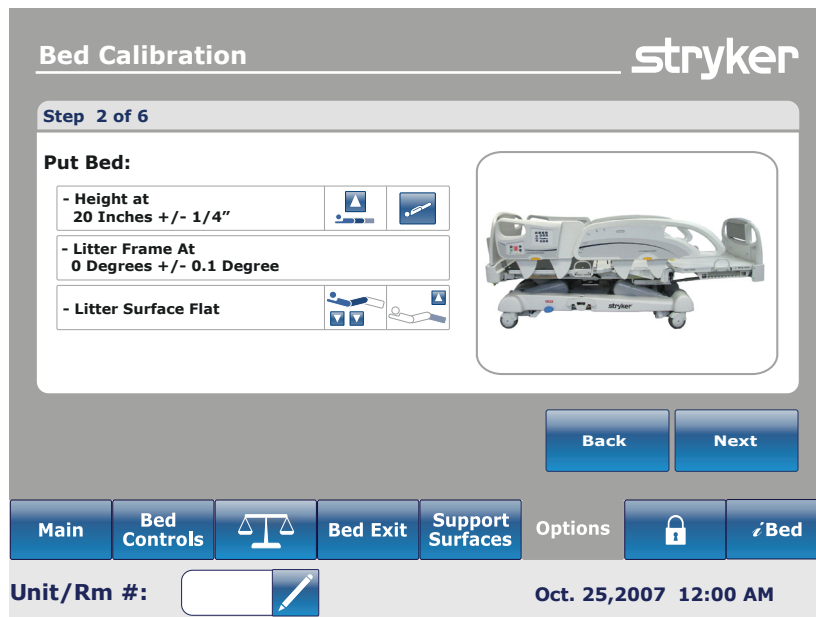 Bed Calibration
stryker
Step 2 of 6
Put Bed:
- Height at
20 Inches +/- 1/4”
- Litter Frame At
0 Degrees +/- 0.1 Degree
- Litter Surface Flat
stryker
Back
Next
Main
Bed
Controls
Bed Exit
Support
Surfaces
Options
iBed
Unit/Rm #:
Oct. 25,2007 12:00 AM